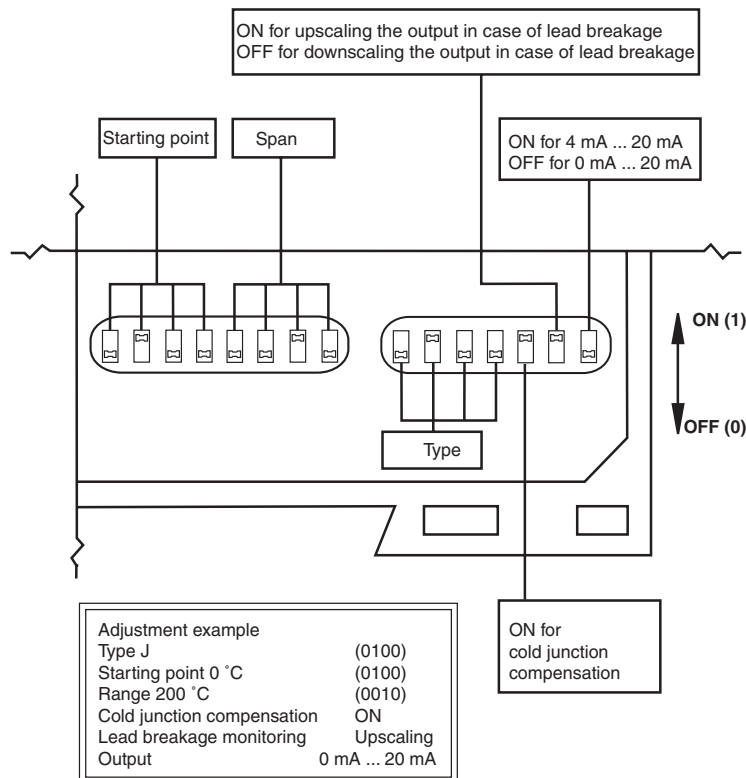 ON for upscaling the output in case of lead breakage
OFF for downscaling the output in case of lead breakage
Starting point
Span
ON for 4 mA ... 20 mA
OFF for 0 mA ... 20 mA
ON (1)
OFF (0)
Type
ON for
cold junction
compensation
Adjustment example
Type J (0100)
Starting point 0 ˚C (0100)
Range 200 ˚C (0010)
Cold junction compensation ON
Lead breakage monitoring Upscaling
Output 0 mA ... 20 mA